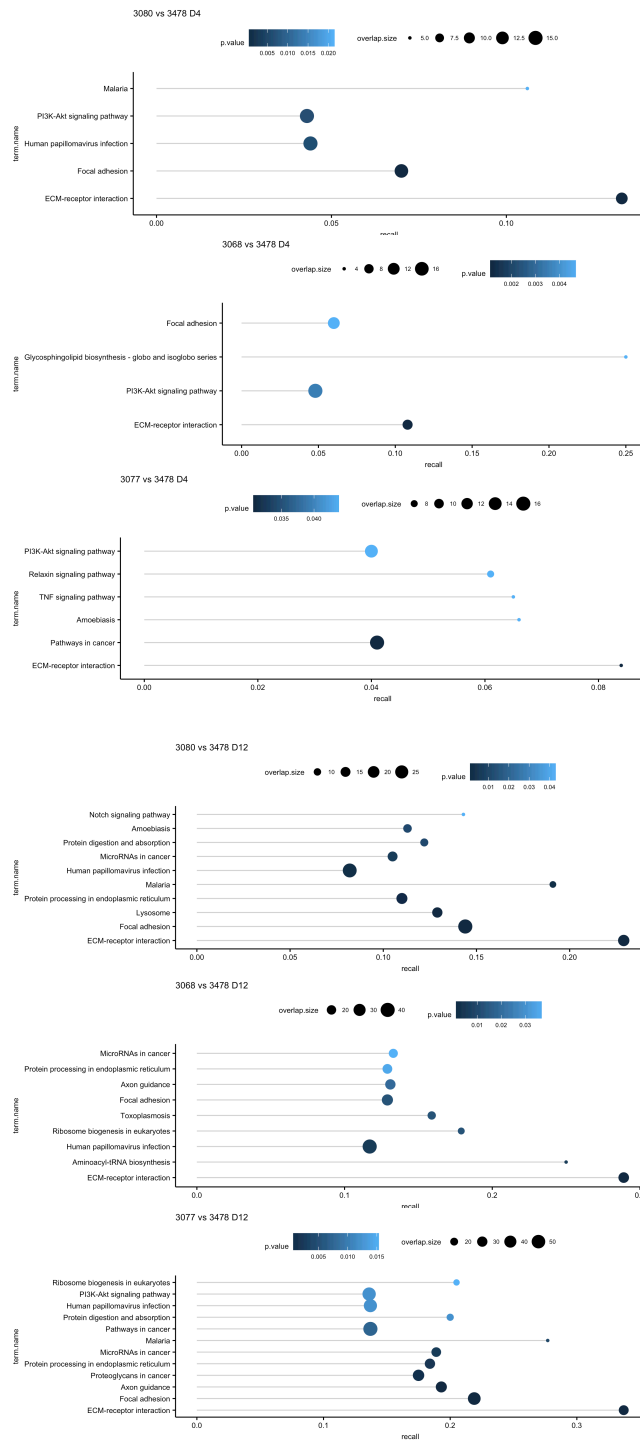 3080 vs 3478 D4
p.value 0.005 0.010 0.015 0.020 overlap.size 5.0 7.5 10.0 12.5 15.0
term.name
Malaria
PI3K-Akt signaling pathway
Human papillomavirus infection
Focal adhesion
ECM-receptor interaction
0.00 0.05 0.10
recall
3068 vs 3478 D4
overlap.size 4 8 12 16 p.value 0.002 0.003 0.004
term.name
Focal adhesion
Glycosphingolipid biosynthesis - globo and isoglobo series
PI3K-Akt signaling pathway
ECM-receptor interaction
0.00 0.05 0.10 0.15 0.20 0.25
recall
3077 vs 3478 D4
p.value 0.035 0.040 overlap.size 8 10 12 14 16
term.name
PI3K-Akt signaling pathway
Relaxin signaling pathway
TNF signaling pathway
Amoebiasis
Pathways in cancer
ECM-receptor interaction
0.00 0.02 0.04 0.06 0.08
recall
3080 vs 3478 D12
overlap.size 10 15 20 25 p.value 0.01 0.02 0.03 0.04
term.name
Notch signaling pathway
Amoebiasis
Protein digestion and absorption
MicroRNAs in cancer
Human papillomavirus infection
Malaria
Protein processing in endoplasmic reticulum
Lysosome
Focal adhesion
ECM-receptor interaction
0.00 0.05 0.10 0.15 0.20
recall
3068 vs 3478 D12
overlap.size 20 30 40 p.value 0.01 0.02 0.03
term.name
MicroRNAs in cancer
Protein processing in endoplasmic reticulum
Axon guidance
Focal adhesion
Toxoplasmosis
Ribosome biogenesis in eukaryotes
Human papillomavirus infection
Aminoacyl-tRNA biosynthesis
ECM-receptor interaction
0.0 0.1 0.2
recall
3077 vs 3478 D12
p.value 0.005 0.010 0.015 overlap.size 20 30 40 50
term.name
Ribosome biogenesis in eukaryotes
PI3K-Akt signaling pathway
Human papillomavirus infection
Protein digestion and absorption
Pathways in cancer
Malaria
MicroRNAs in cancer
Protein processing in endoplasmic reticulum
Proteoglycans in cancer
Axon guidance
Focal adhesion
ECM-receptor interaction
0.0 0.1 0.2 0.3
recall